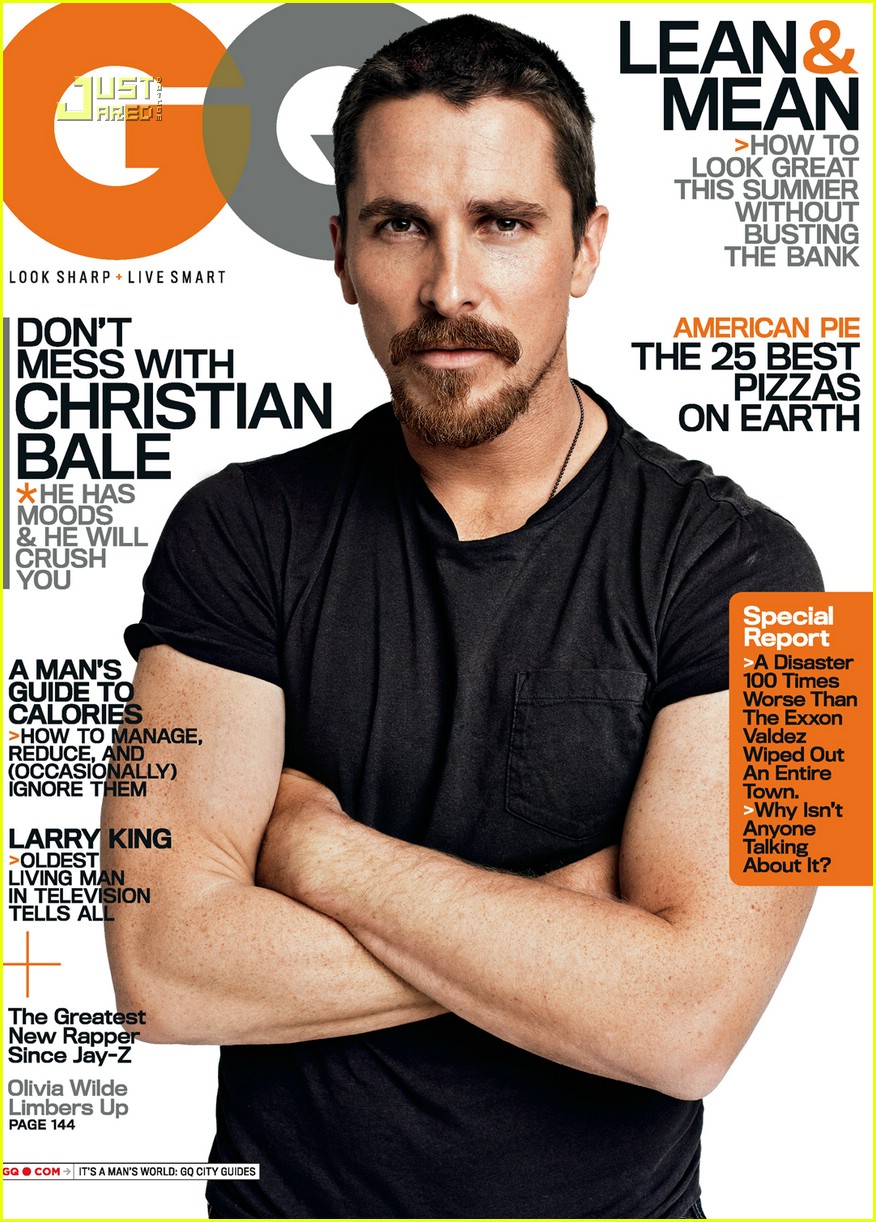 GQ
JUST
JARED
LOOK SHARP + LIVE SMART
LEAN&
MEAN
>HOW TO
LOOK GREAT
THIS SUMMER
WITHOUT
BUSTING
THE BANK
DON'T
MESS WITH
CHRISTIAN
BALE
*HE HAS
MOODS
& HE WILL
CRUSH
YOU
AMERICAN PIE
THE 25 BEST
PIZZAS
ON EARTH
Special
Report
>A Disaster
100 Times
Worse Than
The Exxon
Valdez
Wiped Out
An Entire
Town.
>Why Isn't
Anyone
Talking
About It?
A MAN'S
GUIDE TO
CALORIES
>HOW TO MANAGE,
REDUCE, AND
(OCCASIONALLY)
IGNORE THEM
LARRY KING
>OLDEST
LIVING MAN
IN TELEVISION
TELLS ALL
+
The Greatest
New Rapper
Since Jay-Z
Olivia Wilde
Limbers Up
PAGE 144
GQ ● COM → IT'S A MAN'S WORLD: GQ CITY GUIDES